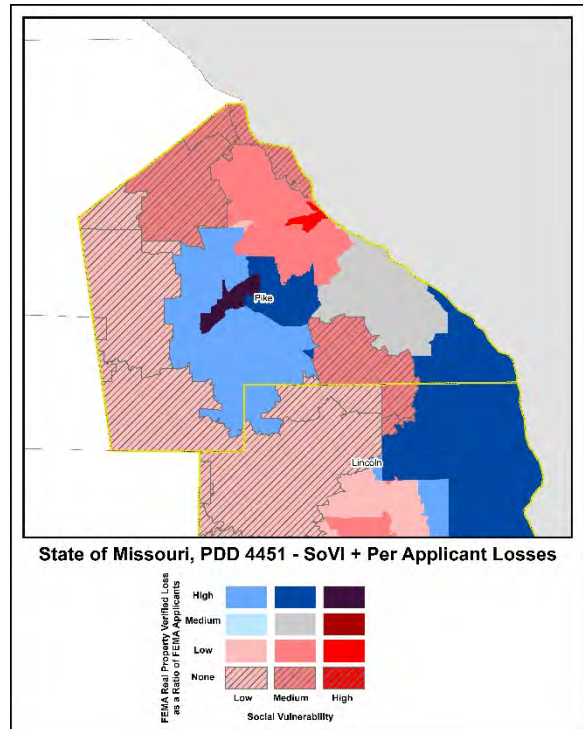 Pike
Lincoln
State of Missouri, PDD 4451 - SoVI + Per Applicant Losses
FEMA Real Property Verified Loss
as a Ratio of FEMA Applicants
High
Medium
Low
None
Low Medium High
Social Vulnerability